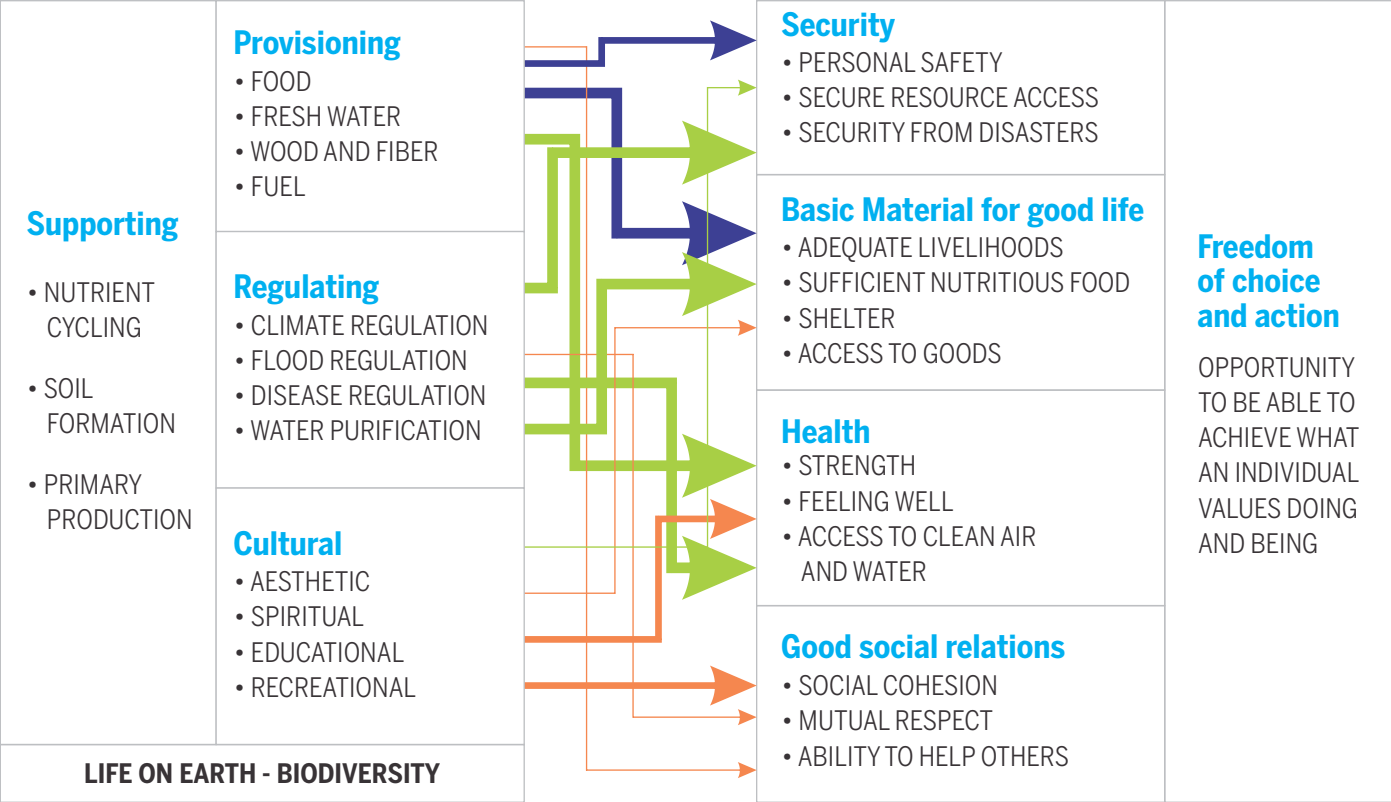 Supporting
• NUTRIENT
CYCLING
• SOIL
FORMATION
• PRIMARY
PRODUCTION
Provisioning
• FOOD
• FRESH WATER
• WOOD AND FIBER
• FUEL
Regulating
• CLIMATE REGULATION
• FLOOD REGULATION
• DISEASE REGULATION
• WATER PURIFICATION
Cultural
• AESTHETIC
• SPIRITUAL
• EDUCATIONAL
• RECREATIONAL
LIFE ON EARTH - BIODIVERSITY
Security
• PERSONAL SAFETY
• SECURE RESOURCE ACCESS
• SECURITY FROM DISASTERS
Basic Material for good life
• ADEQUATE LIVELIHOODS
• SUFFICIENT NUTRITIOUS FOOD
• SHELTER
• ACCESS TO GOODS
Health
• STRENGTH
• FEELING WELL
• ACCESS TO CLEAN AIR
AND WATER
Good social relations
• SOCIAL COHESION
• MUTUAL RESPECT
• ABILITY TO HELP OTHERS
Freedom
of choice
and action
OPPORTUNITY
TO BE ABLE TO
ACHIEVE WHAT
AN INDIVIDUAL
VALUES DOING
AND BEING